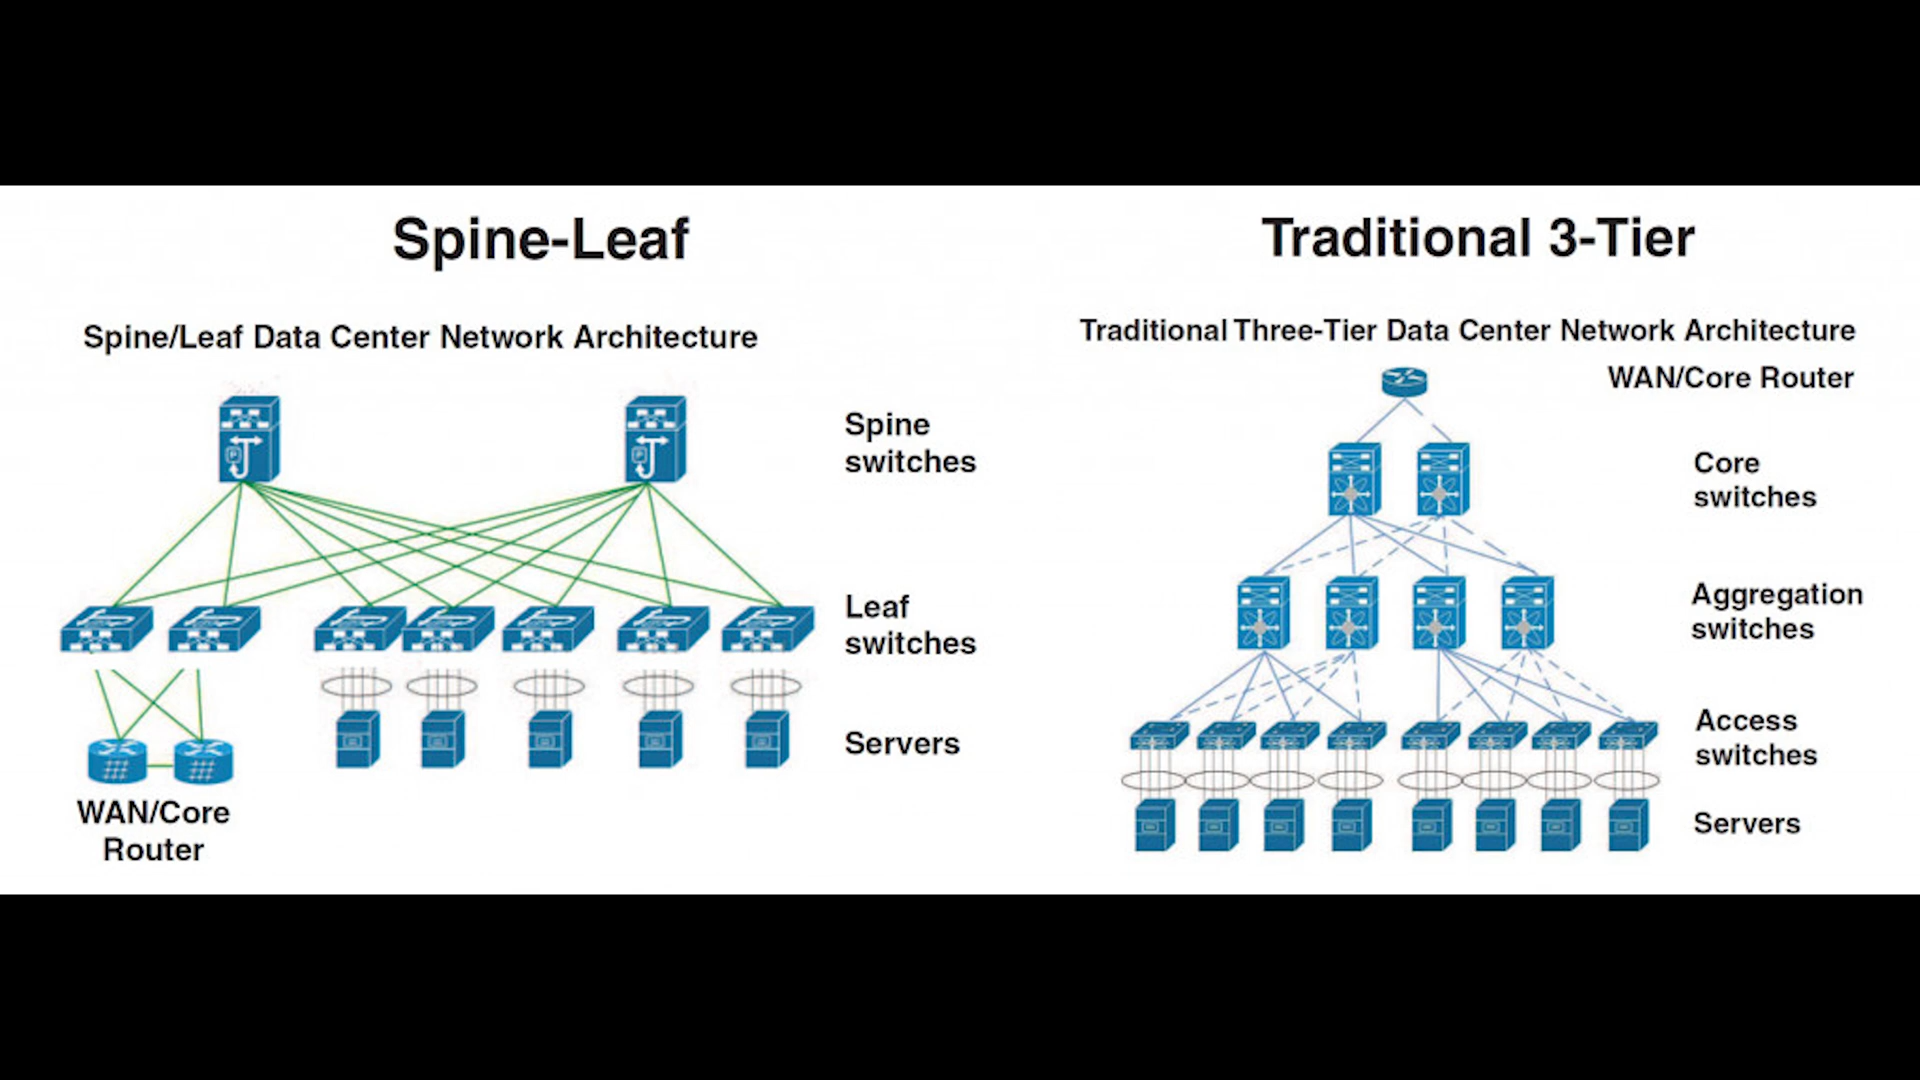 Spine-Leaf
Spine/Leaf Data Center Network Architecture
Spine
switches
Leaf
switches
Servers
WAN/Core
Router
Traditional 3-Tier
Traditional Three-Tier Data Center Network Architecture
WAN/Core Router
Core
switches
Aggregation
switches
Access
switches
Servers